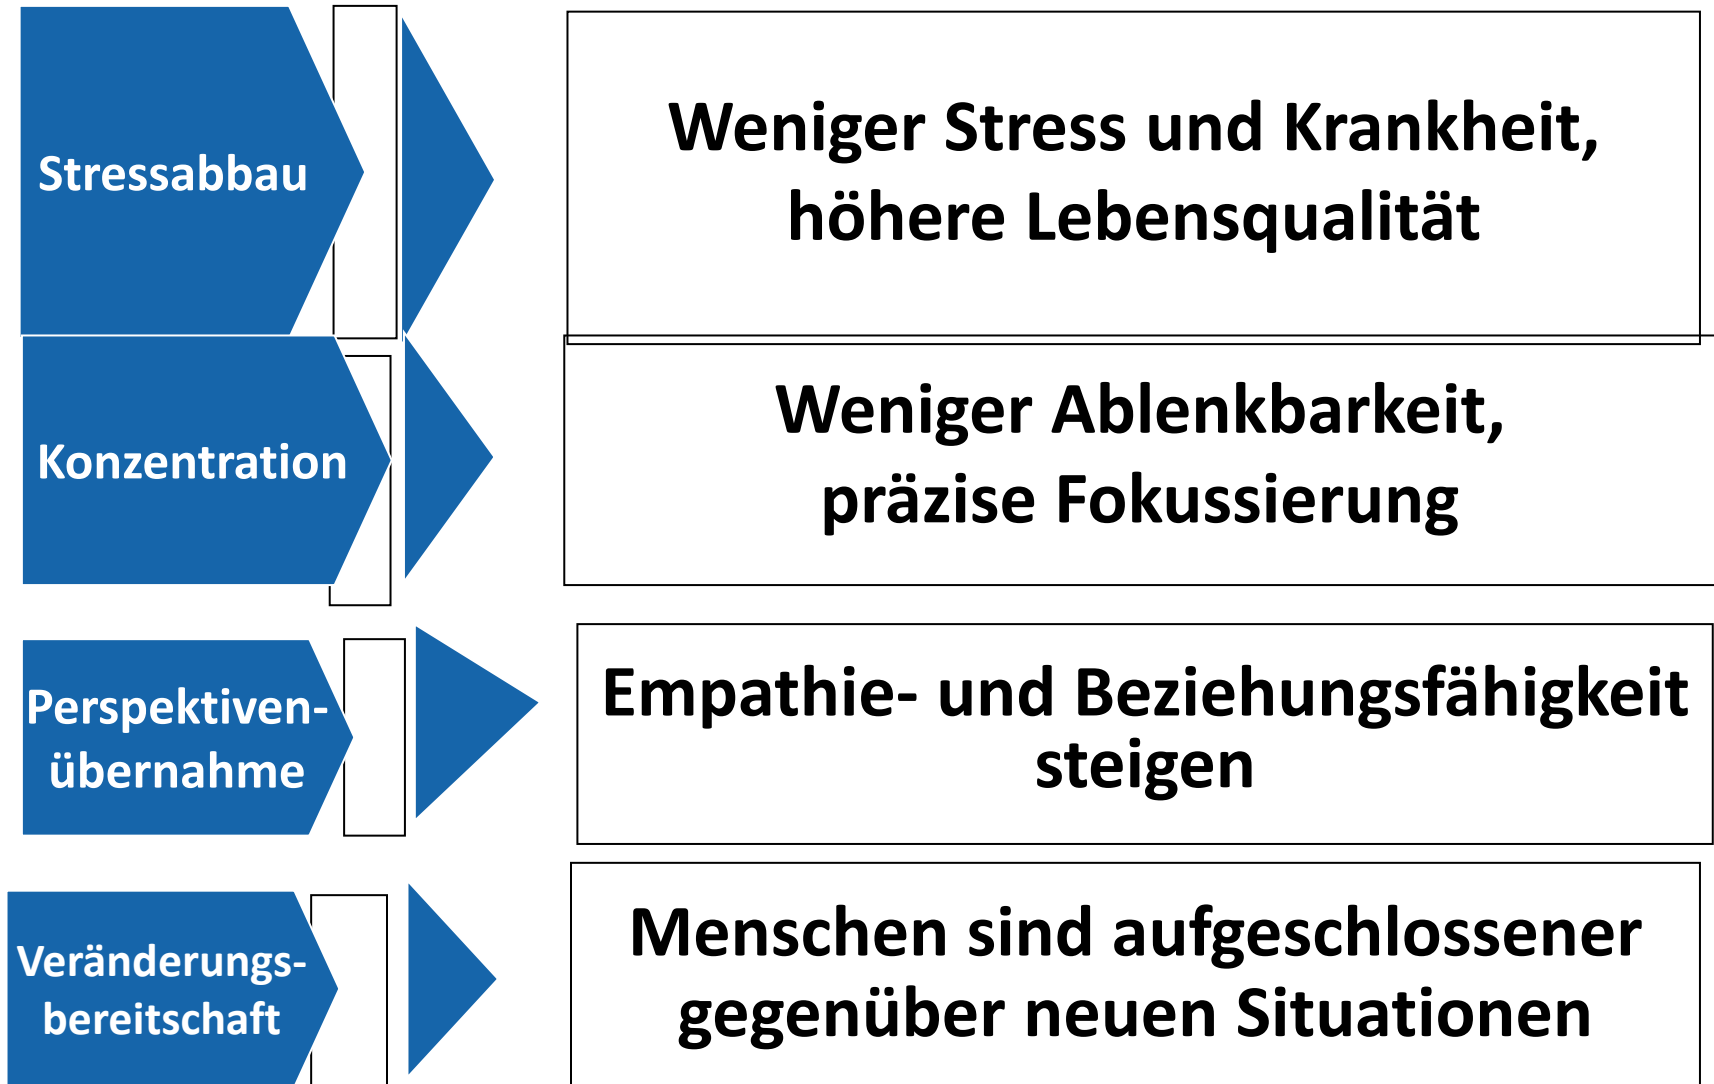 Stressabbau
Weniger Stress und Krankheit,
höhere Lebensqualität
Konzentration
Weniger Ablenkbarkeit,
präzise Fokussierung
Perspektiven-
übernahme
Empathie- und Beziehungsfähigkeit
steigen
Veränderungs-
bereitschaft
Menschen sind aufgeschlossener
gegenüber neuen Situationen